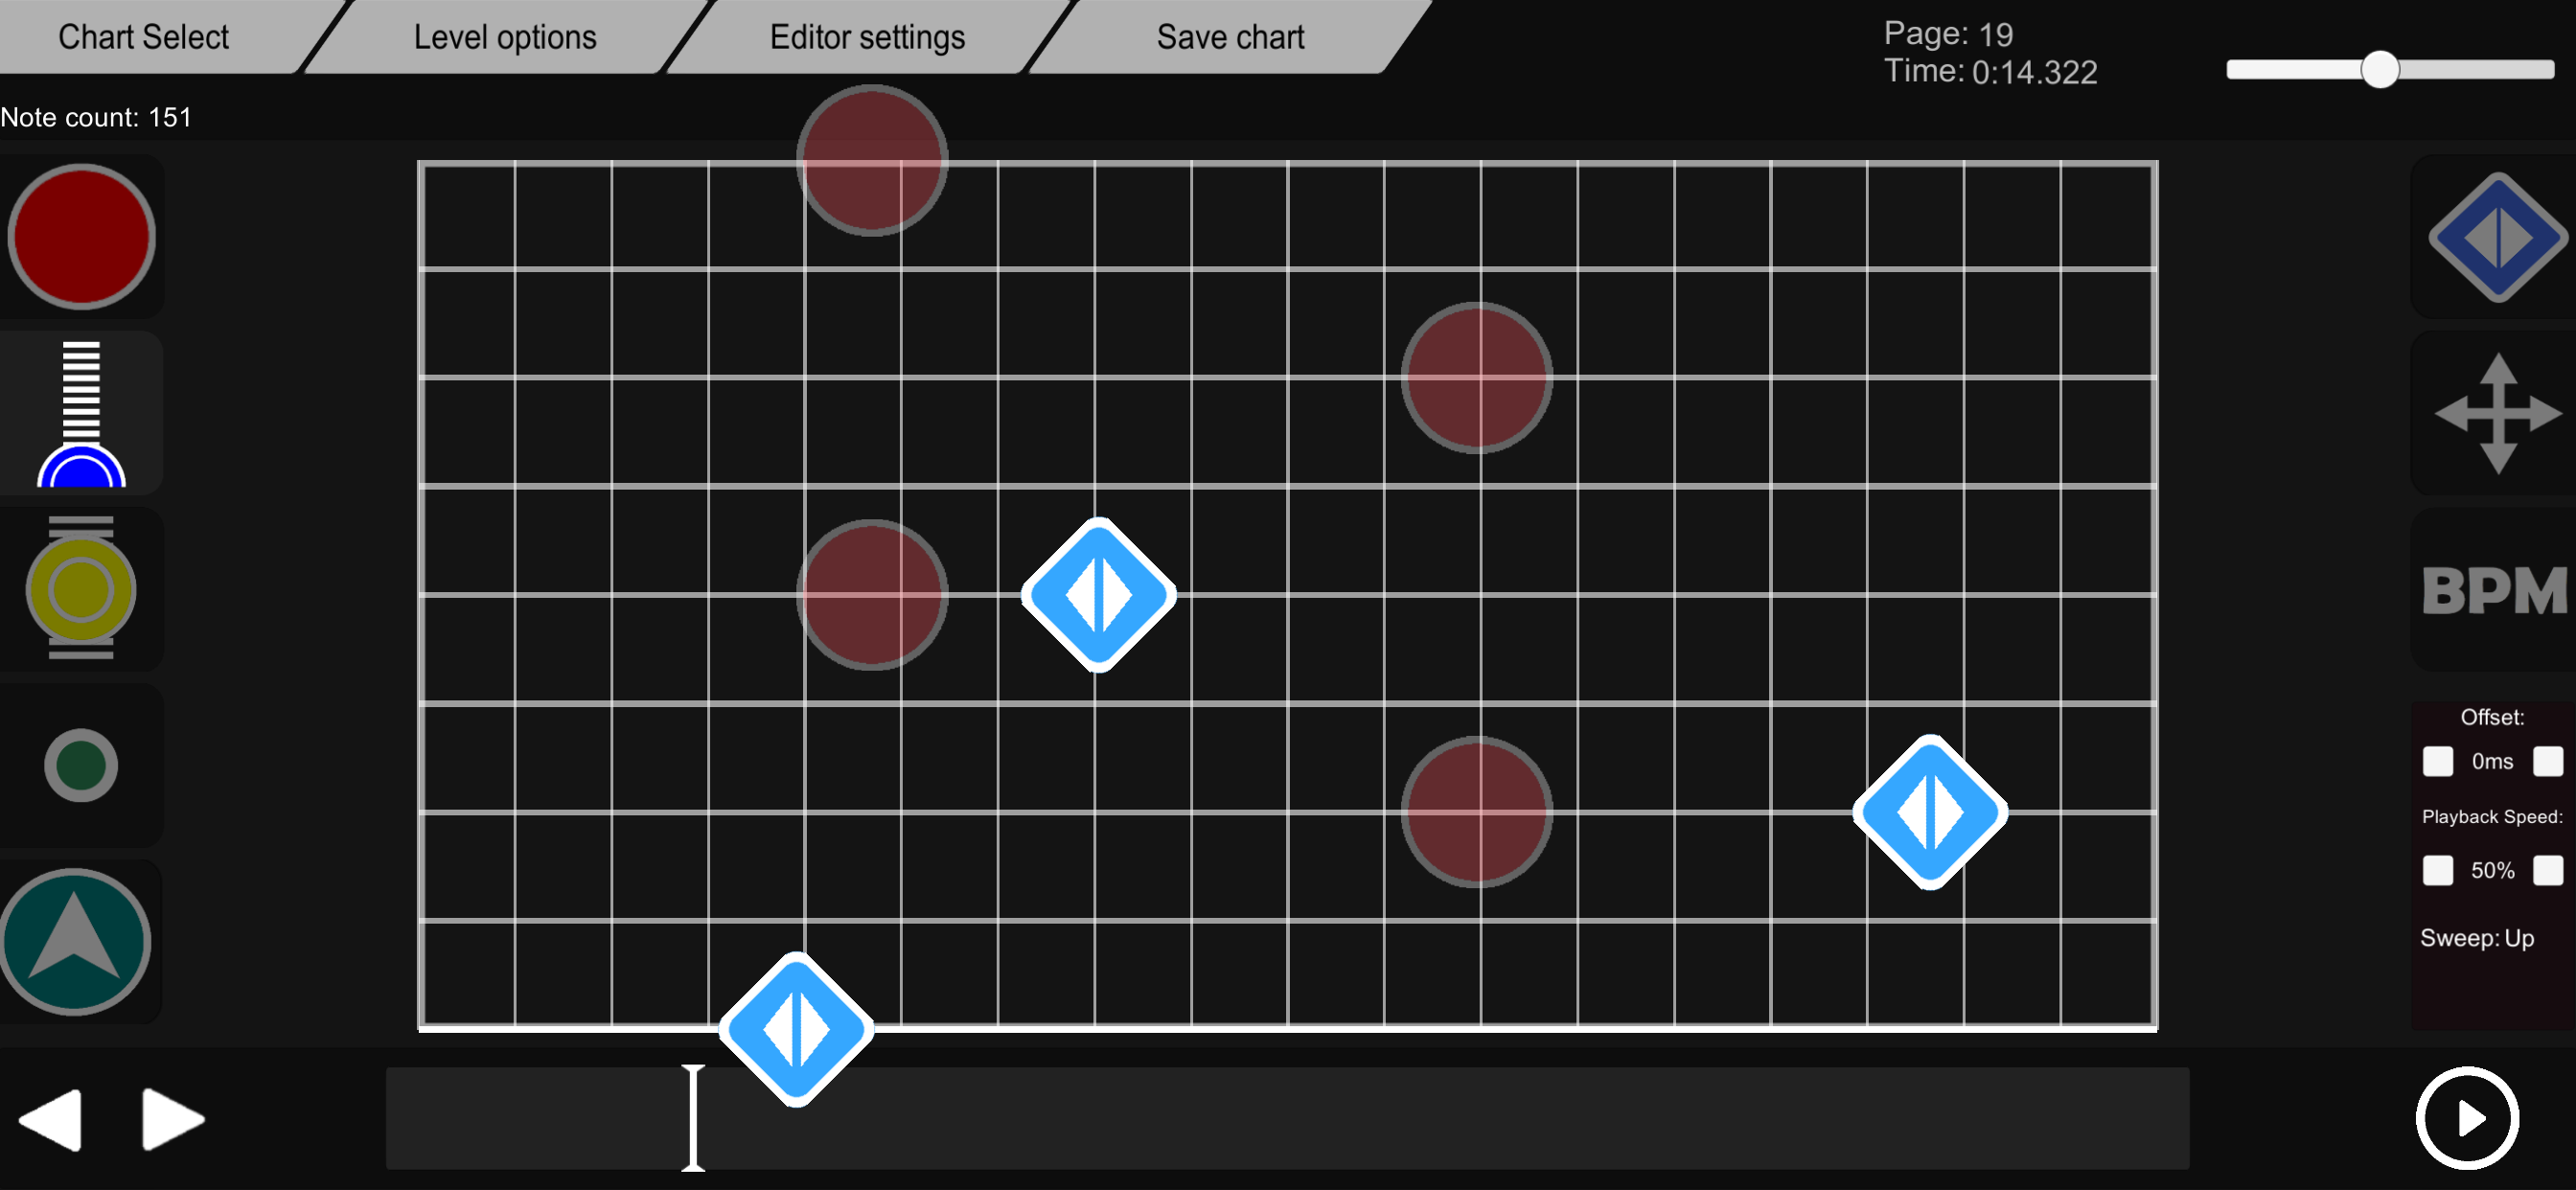 Chart Select
Level options
Editor settings
Save chart
Page: 19
Time: 0:14.322
Note count: 151
BPM
Offset:
0ms
Playback Speed:
50%
Sweep: Up